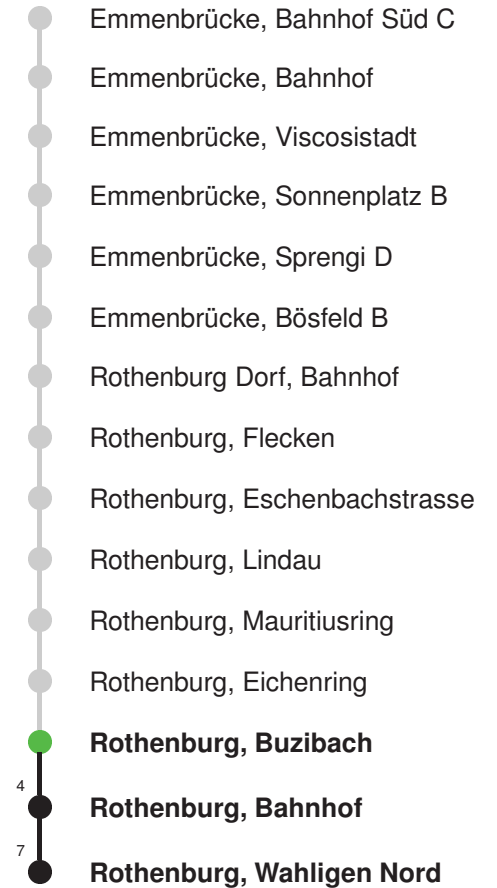 Emmenbrücke, Bahnhof Süd C
Emmenbrücke, Bahnhof
Emmenbrücke, Viscosistadt
Emmenbrücke, Sonnenplatz B
Emmenbrücke, Sprengi D
Emmenbrücke, Bösfeld B
Rothenburg Dorf, Bahnhof
Rothenburg, Flecken
Rothenburg, Eschenbachstrasse
Rothenburg, Lindau
Rothenburg, Mauritiusring
Rothenburg, Eichenring
Rothenburg, Buzibach
4 Rothenburg, Bahnhof
7 Rothenburg, Wahligen Nord